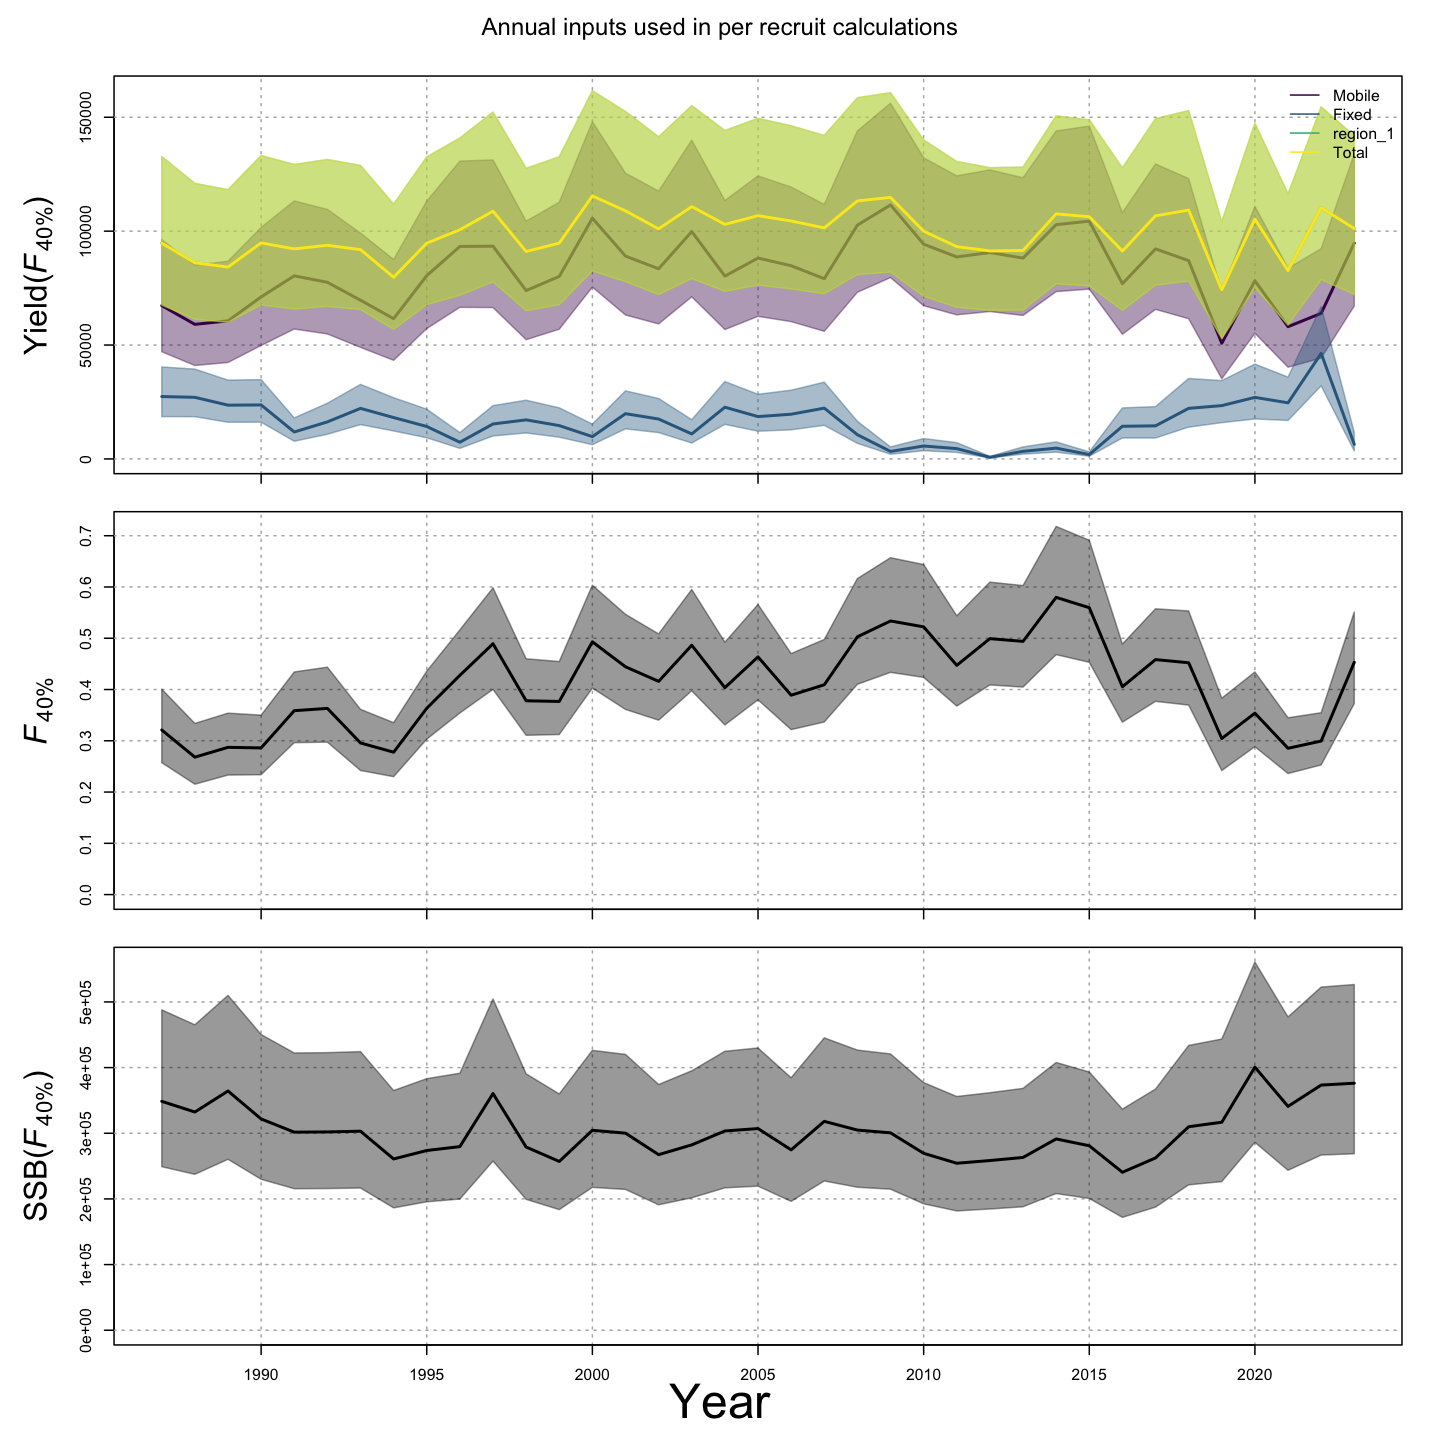 Annual inputs used in per recruit calculations
Yield(F40%)
0
50000
100000
150000
Mobile
Fixed
region_1
Total
F40%
0.0
0.1
0.2
0.3
0.4
0.5
0.6
0.7
SSB(F40%)
0e+00
1e+05
2e+05
3e+05
4e+05
5e+05
1990
1995
2000
2005
2010
2015
2020
Year